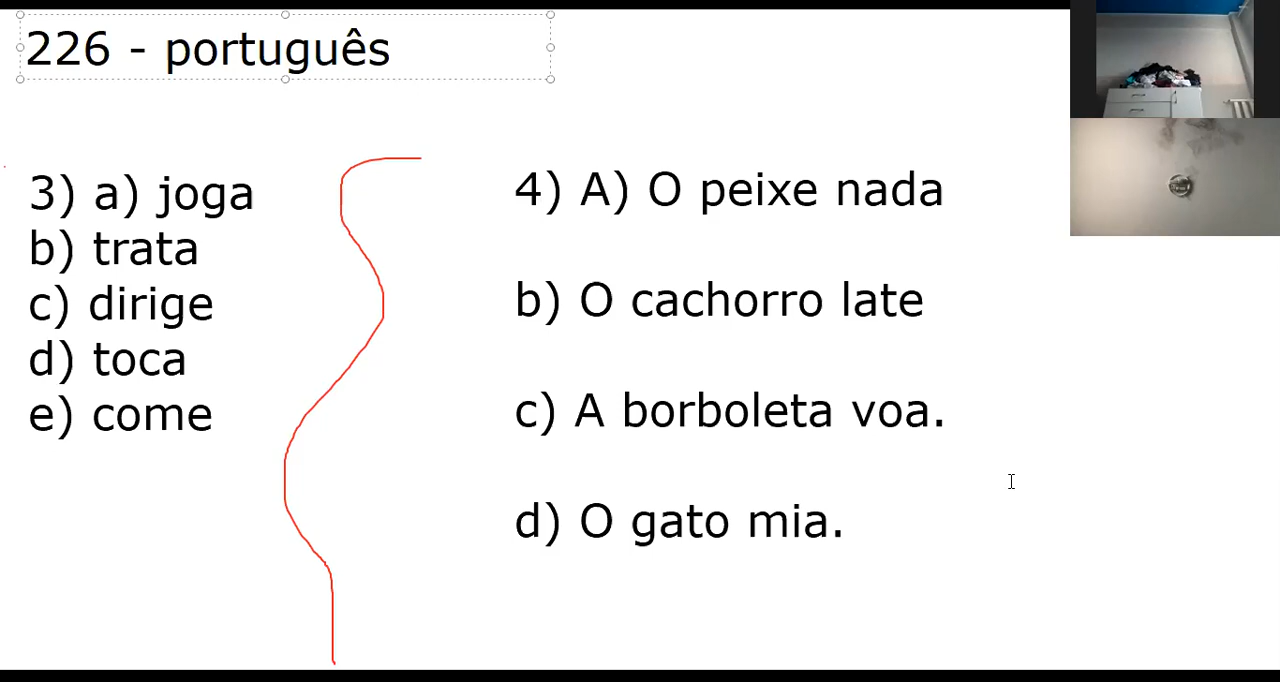 226 - português
3) a) joga
b) trata
c) dirige
d) toca
e) come
4) A) O peixe nada
b) O cachorro late
c) A borboleta voa.
d) O gato mia.